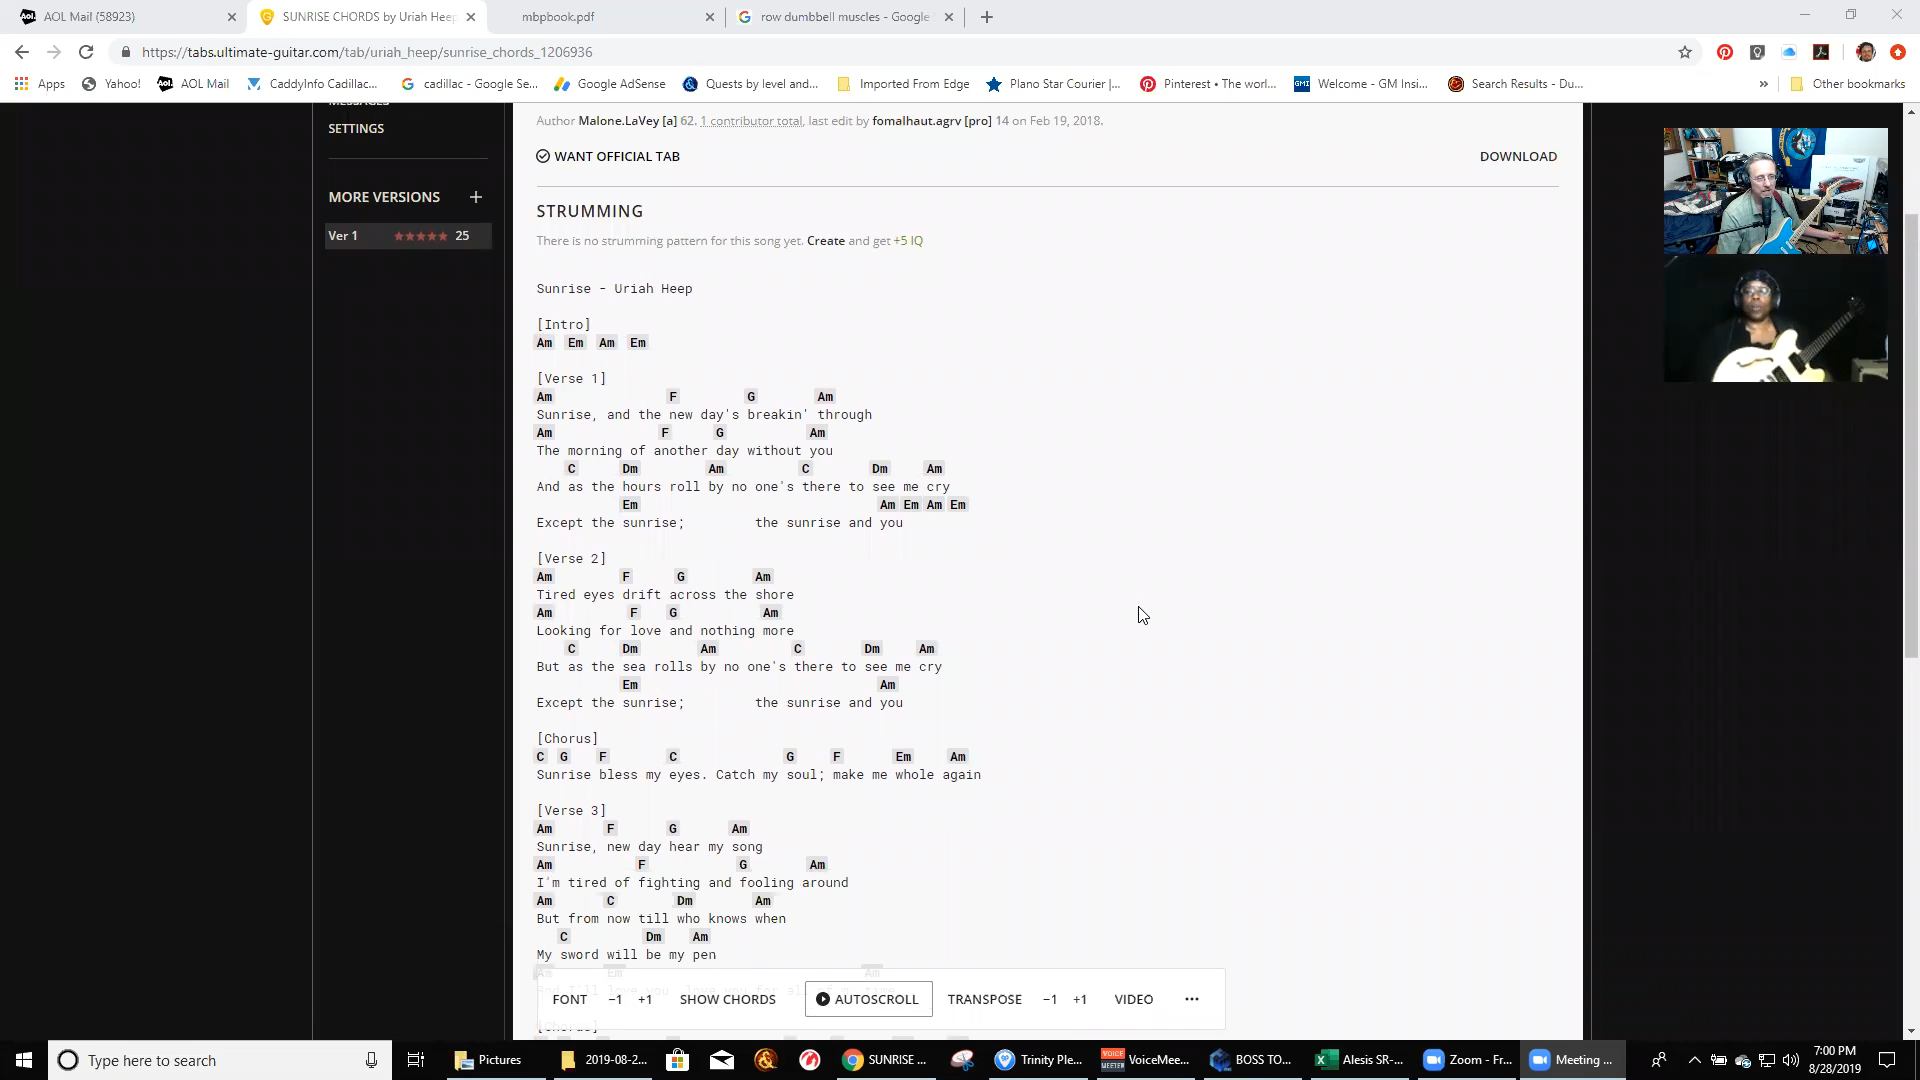 AOL Mail (58923)
SUNRISE CHORDS by Uriah Heep
mbpbook.pdf
row dumbbell muscles - Google
https://tabs.ultimate-guitar.com/tab/uriah_heep/sunrise_chords_1206936
Apps Yahoo! AOL Mail CaddyInfo Cadillac... cadillac - Google Se... Google AdSense Quests by level and... Imported From Edge Plano Star Courier |... Pinterest • The worl... Welcome - GM Insi... Search Results - Du... » Other bookmarks
MESSAGES
SETTINGS
MORE VERSIONS +
Ver 1 ★★★★★ 25
Author Malone.LaVey [a] 62. 1 contributor total, last edit by fomalhaut.agrv [pro] 14 on Feb 19, 2018.
WANT OFFICIAL TAB
DOWNLOAD
STRUMMING
There is no strumming pattern for this song yet. Create and get +5 IQ
Sunrise - Uriah Heep
[Intro]
Am Em Am Em
[Verse 1]
Am F G Am
Sunrise, and the new day's breakin' through
Am F G Am
The morning of another day without you
C Dm Am C Dm Am
And as the hours roll by no one's there to see me cry
Em Am Em Am Em
Except the sunrise; the sunrise and you
[Verse 2]
Am F G Am
Tired eyes drift across the shore
Am F G Am
Looking for love and nothing more
C Dm Am C Dm Am
But as the sea rolls by no one's there to see me cry
Em Am
Except the sunrise; the sunrise and you
[Chorus]
C G F C G F Em Am
Sunrise bless my eyes. Catch my soul; make me whole again
[Verse 3]
Am F G Am
Sunrise, new day hear my song
Am F G Am
I'm tired of fighting and fooling around
Am C Dm Am
But from now till who knows when
C Dm Am
My sword will be my pen
Am Em Am
[Chorus]
FONT −1 +1 SHOW CHORDS AUTOSCROLL TRANSPOSE −1 +1 VIDEO •••
Type here to search
Pictures
2019-08-2...
SUNRISE ...
Trinity Ple...
VoiceMee...
BOSS TO...
Alesis SR-...
Zoom - Fr...
Meeting ...
7:00 PM
8/28/2019